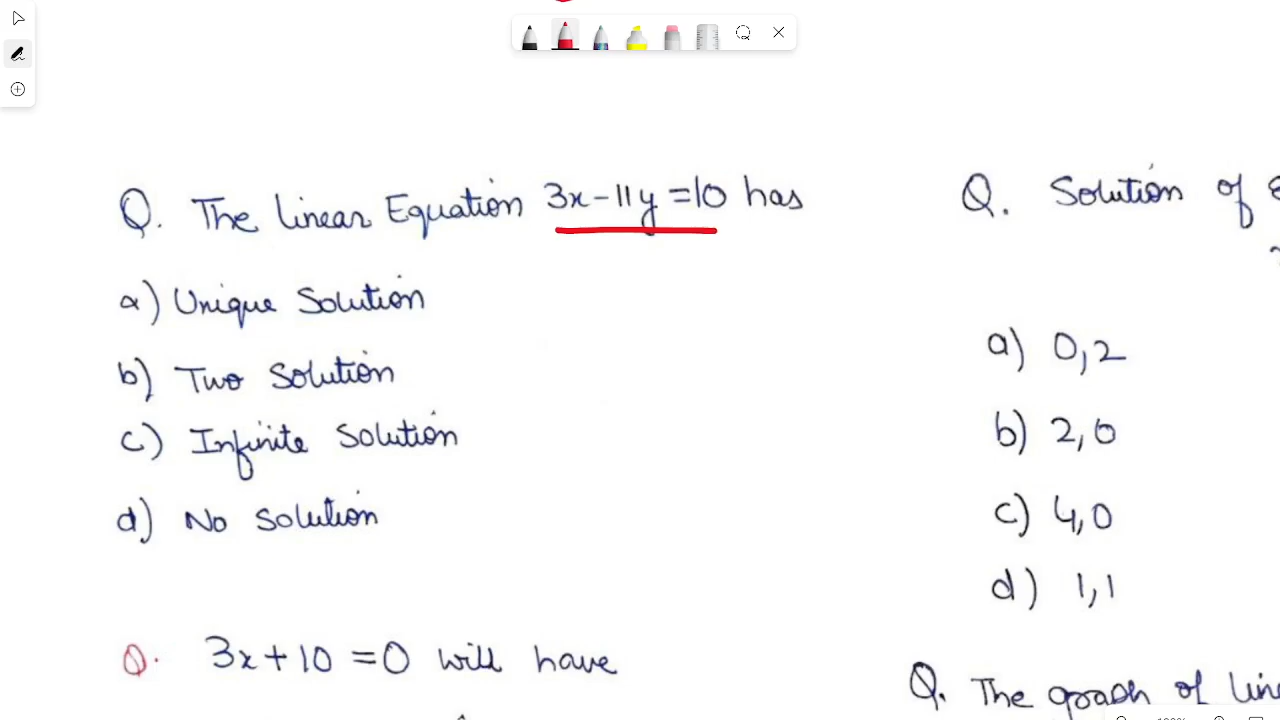 Q. The linear Equation 3x-11y=10 has
a) Unique Solution
b) Two Solution
c) Infinite Solution
d) No Solution
Q. 3x+10=0 will have
Q. Solution of
a) 0,2
b) 2,0
c) 4,0
d) 1,1
Q. The graph of